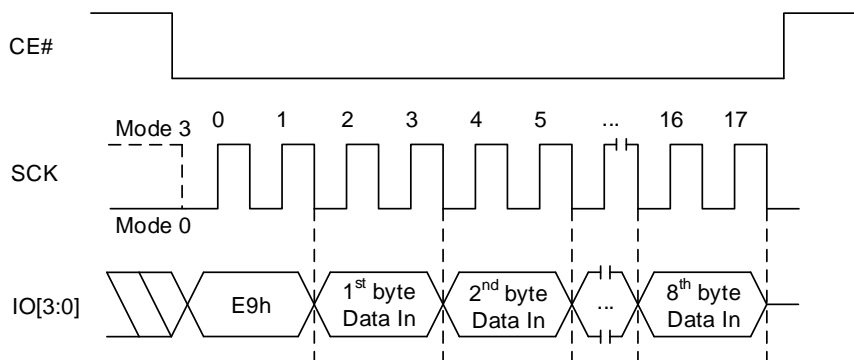 CE#
0 1 2 3 4 5 ... 16 17
Mode 3
SCK
Mode 0
IO[3:0]
E9h
1st byte
Data In
2nd byte
Data In
...
8th byte
Data In